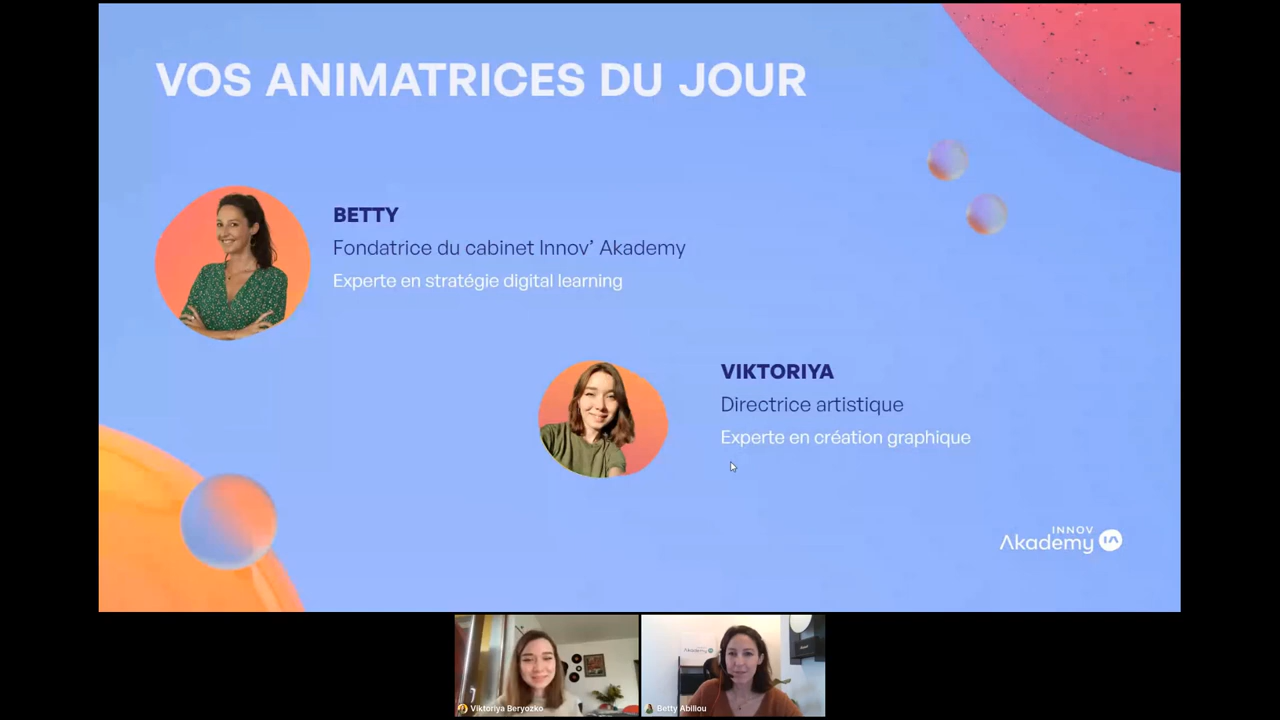 VOS ANIMATRICES DU JOUR
BETTY
Fondatrice du cabinet Innov’ Akademy
Experte en stratégie digital learning
VIKTORIYA
Directrice artistique
Experte en création graphique
INNOV
Akademy IA
Akademy
Viktoriya Beryozko
Betty Abiliou